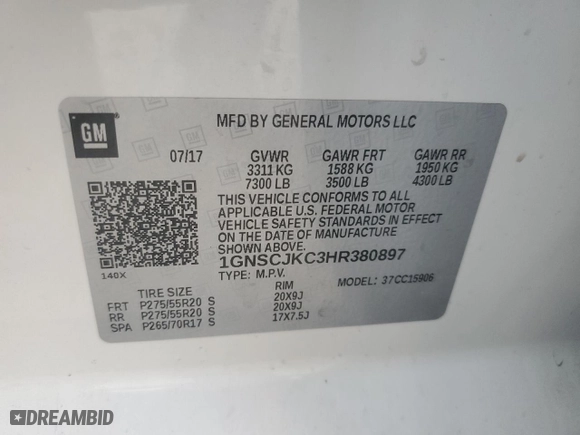 GM
MFD BY GENERAL MOTORS LLC
07/17 GVWR GAWR FRT GAWR RR
3311 KG 1588 KG 1950 KG
7300 LB 3500 LB 4300 LB
THIS VEHICLE CONFORMS TO ALL
APPLICABLE U.S. FEDERAL MOTOR
VEHICLE SAFETY STANDARDS IN EFFECT
ON THE DATE OF MANUFACTURE
SHOWN ABOVE.
1GNSCJKC3HR380897
140X
TYPE: M.P.V. MODEL: 37CC15906
TIRE SIZE RIM
FRT P275/55R20 S 20X9J
RR P275/55R20 S 20X9J
SPA P265/70R17 S 17X7.5J
DREAMBID